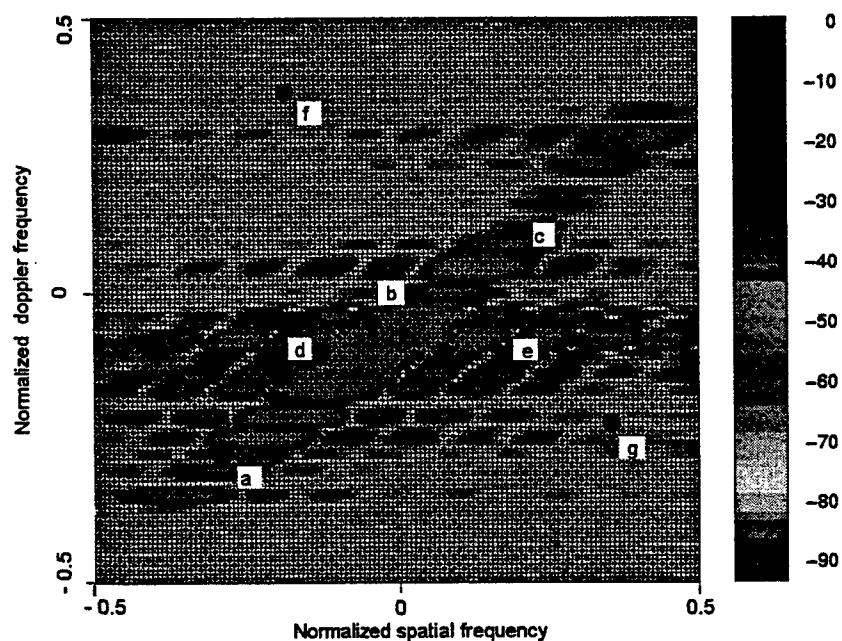 0.5
0
-10
-20
-30
-40
-50
-60
-70
-80
-90
f
c
b
d
e
g
a
0
- 0.5
Normalized doppler frequency
- 0.5
0
0.5
Normalized spatial frequency